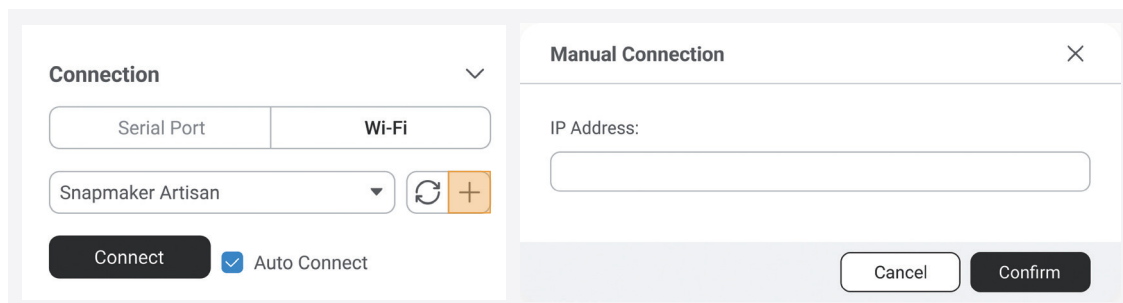 Connection
Serial Port
Wi-Fi
Snapmaker Artisan
Connect
Auto Connect
Manual Connection
IP Address:
Cancel
Confirm